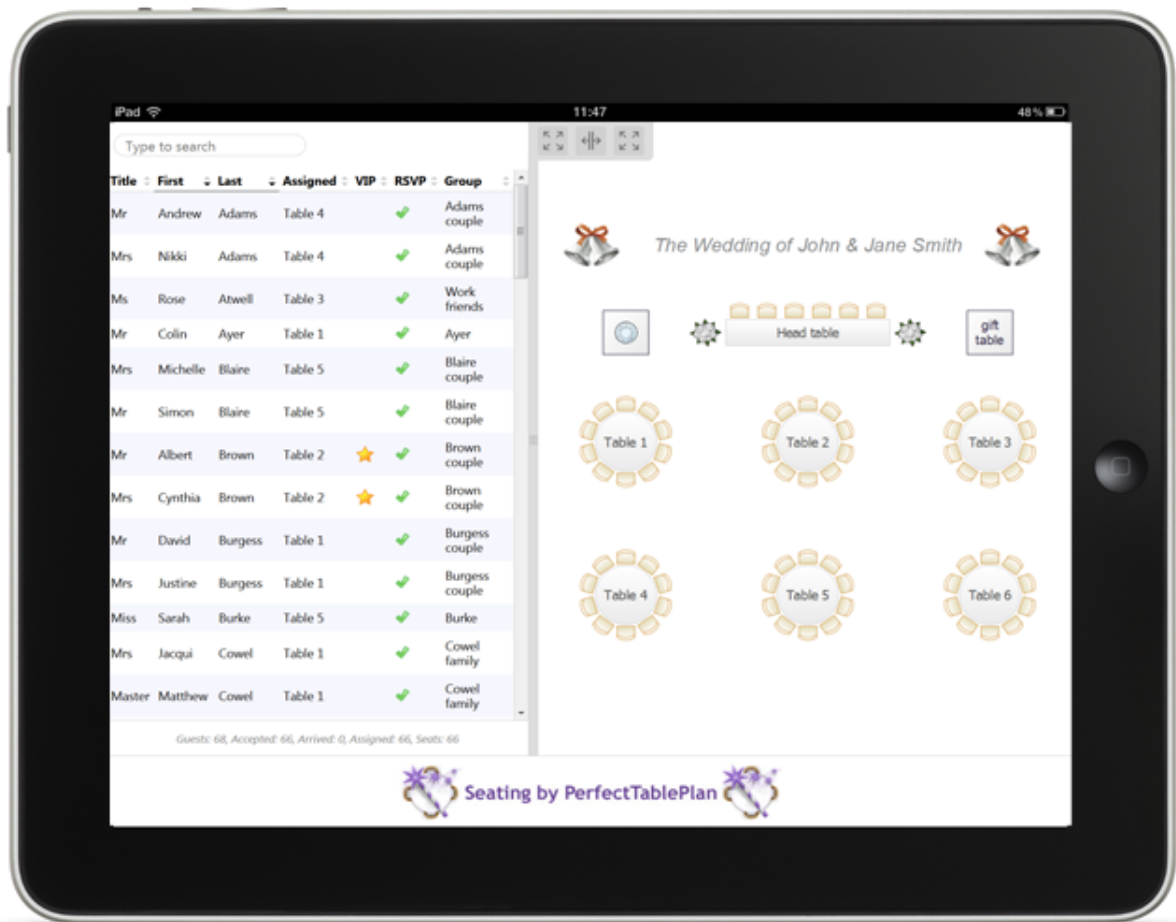 iPad 11:47 48%
Type to search
Title First Last Assigned VIP RSVP Group
Mr Andrew Adams Table 4 Adams couple
Mrs Nikki Adams Table 4 Adams couple
Ms Rose Atwell Table 3 Work friends
Mr Colin Ayer Table 1 Ayer
Mrs Michelle Blaire Table 5 Blaire couple
Mr Simon Blaire Table 5 Blaire couple
Mr Albert Brown Table 2 Brown couple
Mrs Cynthia Brown Table 2 Brown couple
Mr David Burgess Table 1 Burgess couple
Mrs Justine Burgess Table 1 Burgess couple
Miss Sarah Burke Table 5 Burke
Mrs Jacqui Cowel Table 1 Cowel family
Master Matthew Cowel Table 1 Cowel family
Guests: 68, Accepted: 66, Arrived: 0, Assigned: 66, Seats: 66
The Wedding of John & Jane Smith
Head table
gift
table
Table 1 Table 2 Table 3
Table 4 Table 5 Table 6
Seating by PerfectTablePlan